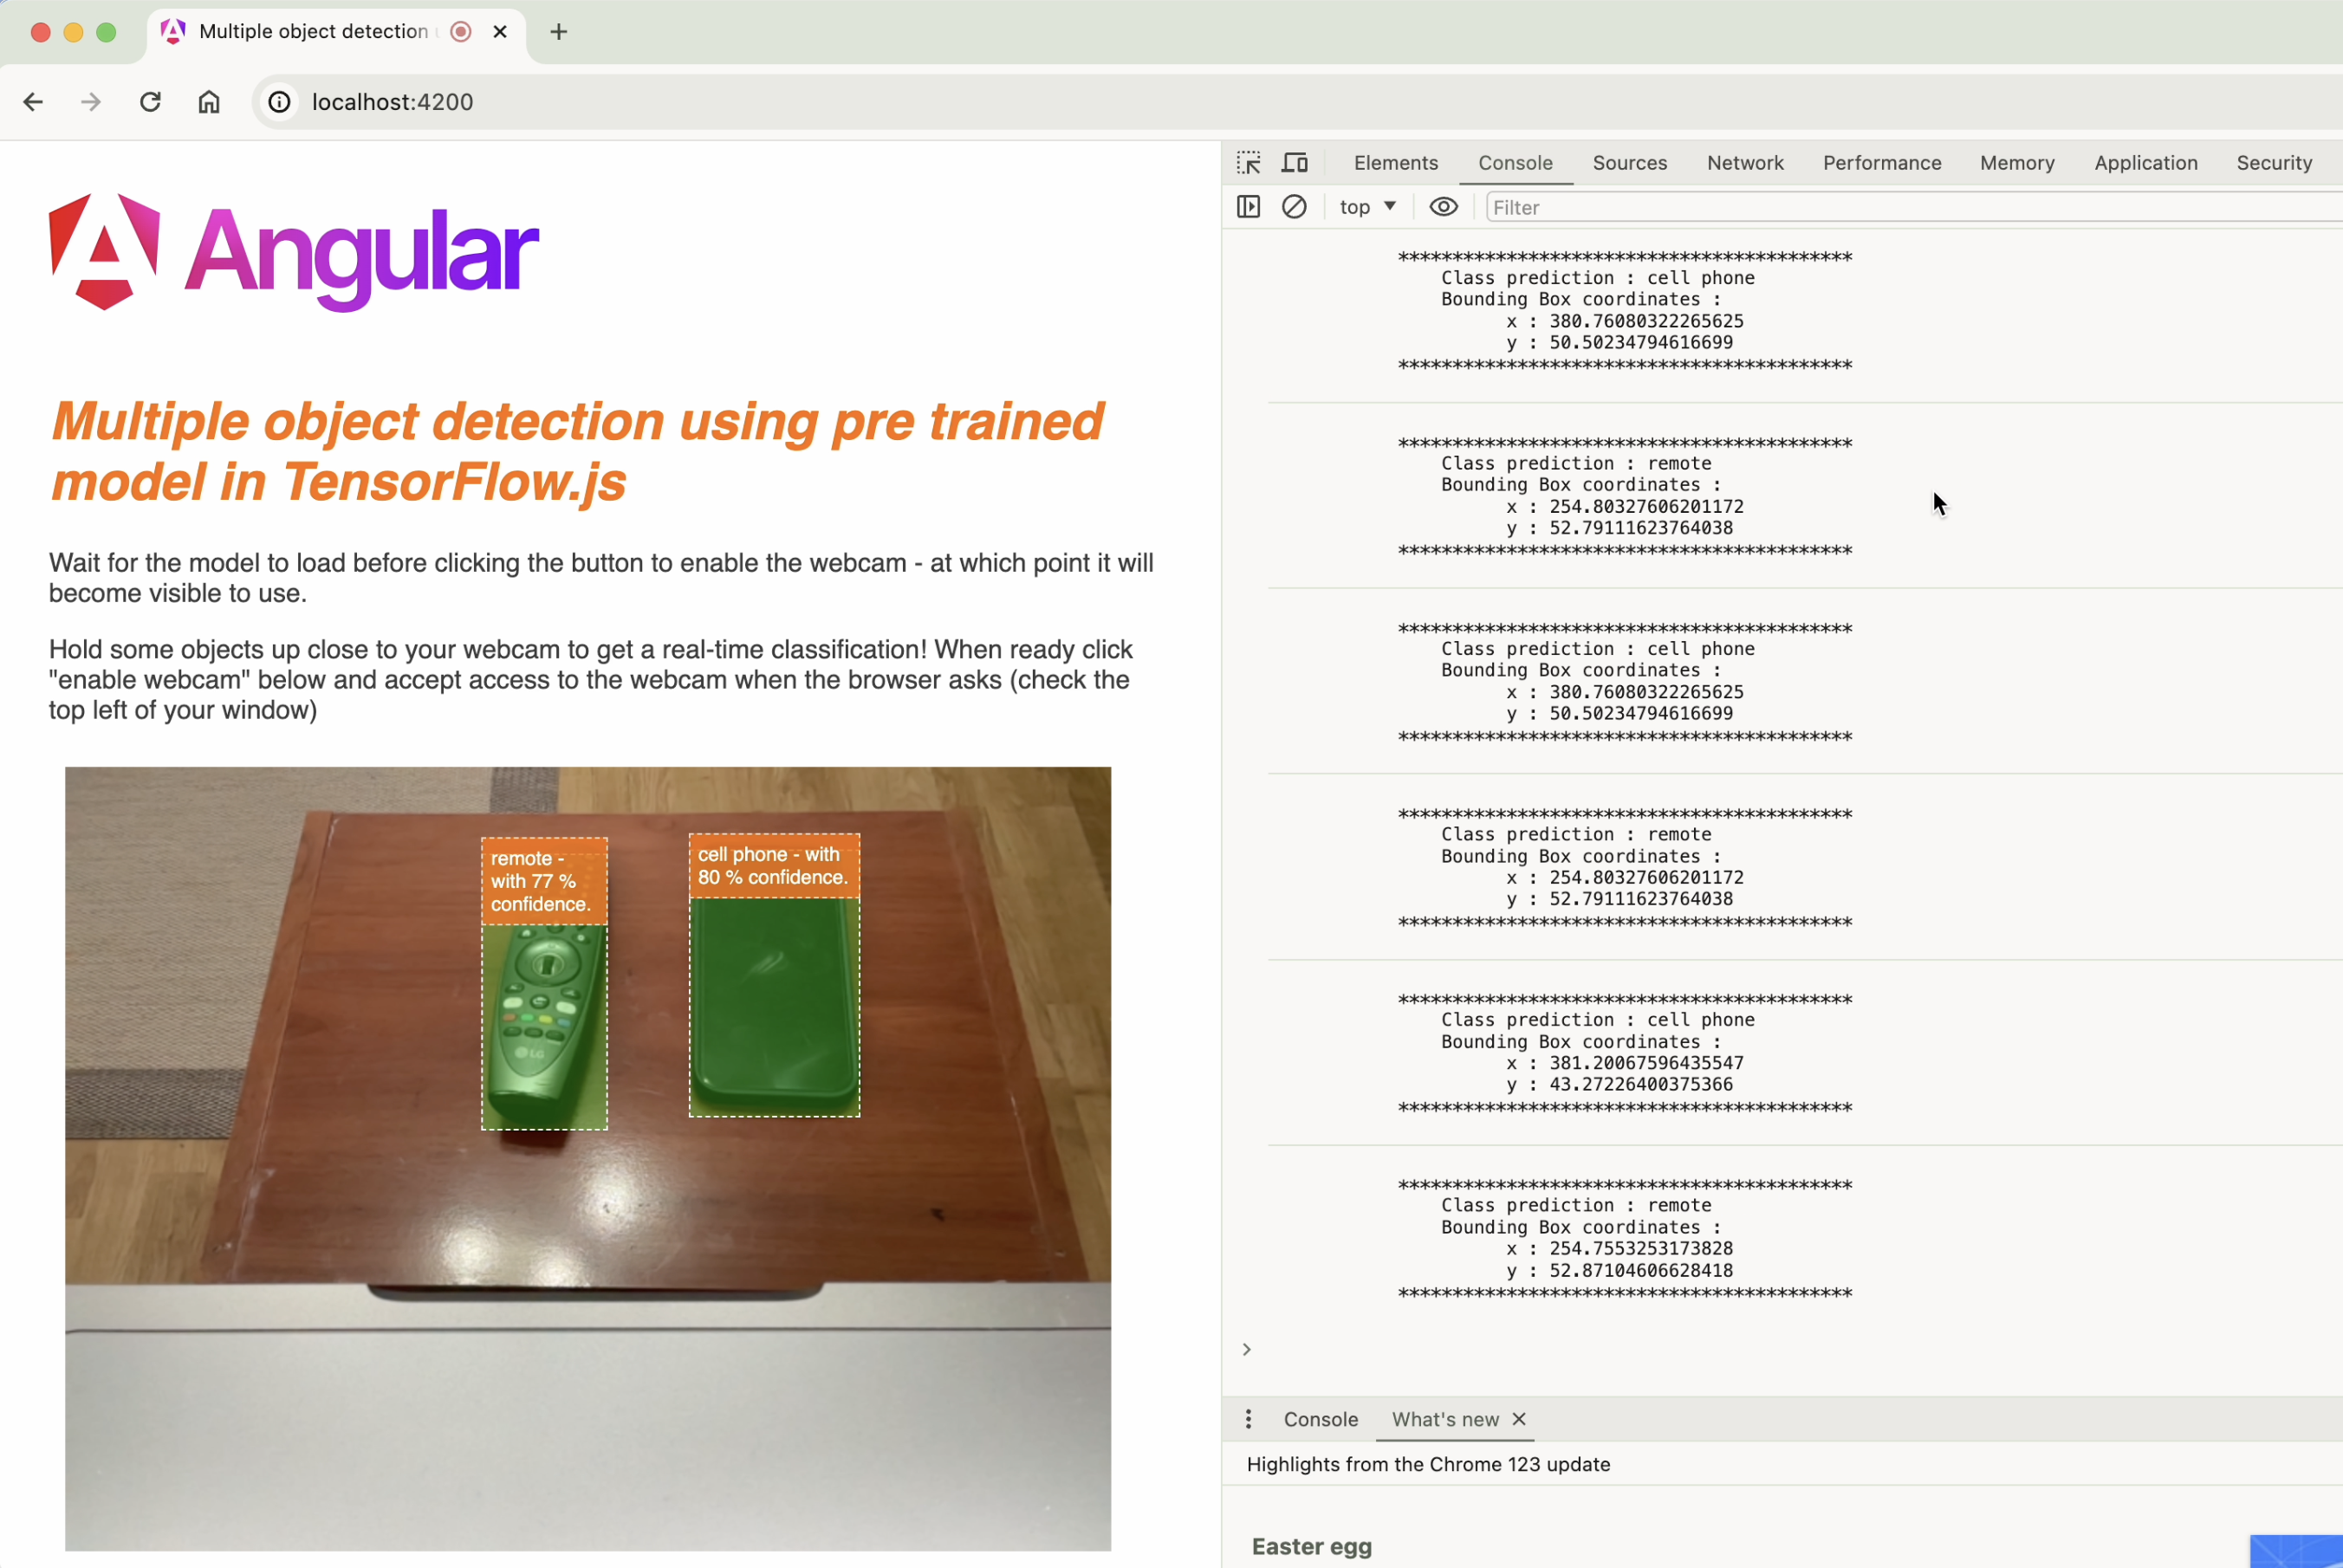 Multiple object detection
localhost:4200
Angular
Multiple object detection using pre trained
model in TensorFlow.js
Wait for the model to load before clicking the button to enable the webcam - at which point it will
become visible to use.
Hold some objects up close to your webcam to get a real-time classification! When ready click
"enable webcam" below and accept access to the webcam when the browser asks (check the
top left of your window)
remote -
with 77 %
confidence.
cell phone - with
80 % confidence.
LG
Elements Console Sources Network Performance Memory Application Security
top Filter
******************************************
Class prediction : cell phone
Bounding Box coordinates :
x : 380.76080322265625
y : 50.50234794616699
******************************************
******************************************
Class prediction : remote
Bounding Box coordinates :
x : 254.80327606201172
y : 52.79111623764038
******************************************
******************************************
Class prediction : cell phone
Bounding Box coordinates :
x : 380.76080322265625
y : 50.50234794616699
******************************************
******************************************
Class prediction : remote
Bounding Box coordinates :
x : 254.80327606201172
y : 52.79111623764038
******************************************
******************************************
Class prediction : cell phone
Bounding Box coordinates :
x : 381.20067596435547
y : 43.27226400375366
******************************************
******************************************
Class prediction : remote
Bounding Box coordinates :
x : 254.7553253173828
y : 52.87104606628418
******************************************
Console What's new
Highlights from the Chrome 123 update
Easter egg